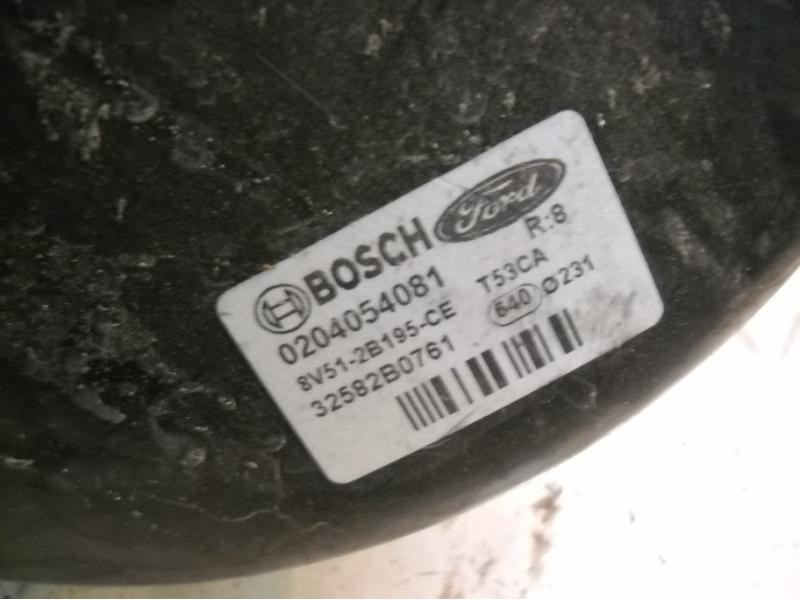 BOSCH Ford
0204054081 R:8
8V51-2B195-CE T53CA
32582B0761 640 Ø231